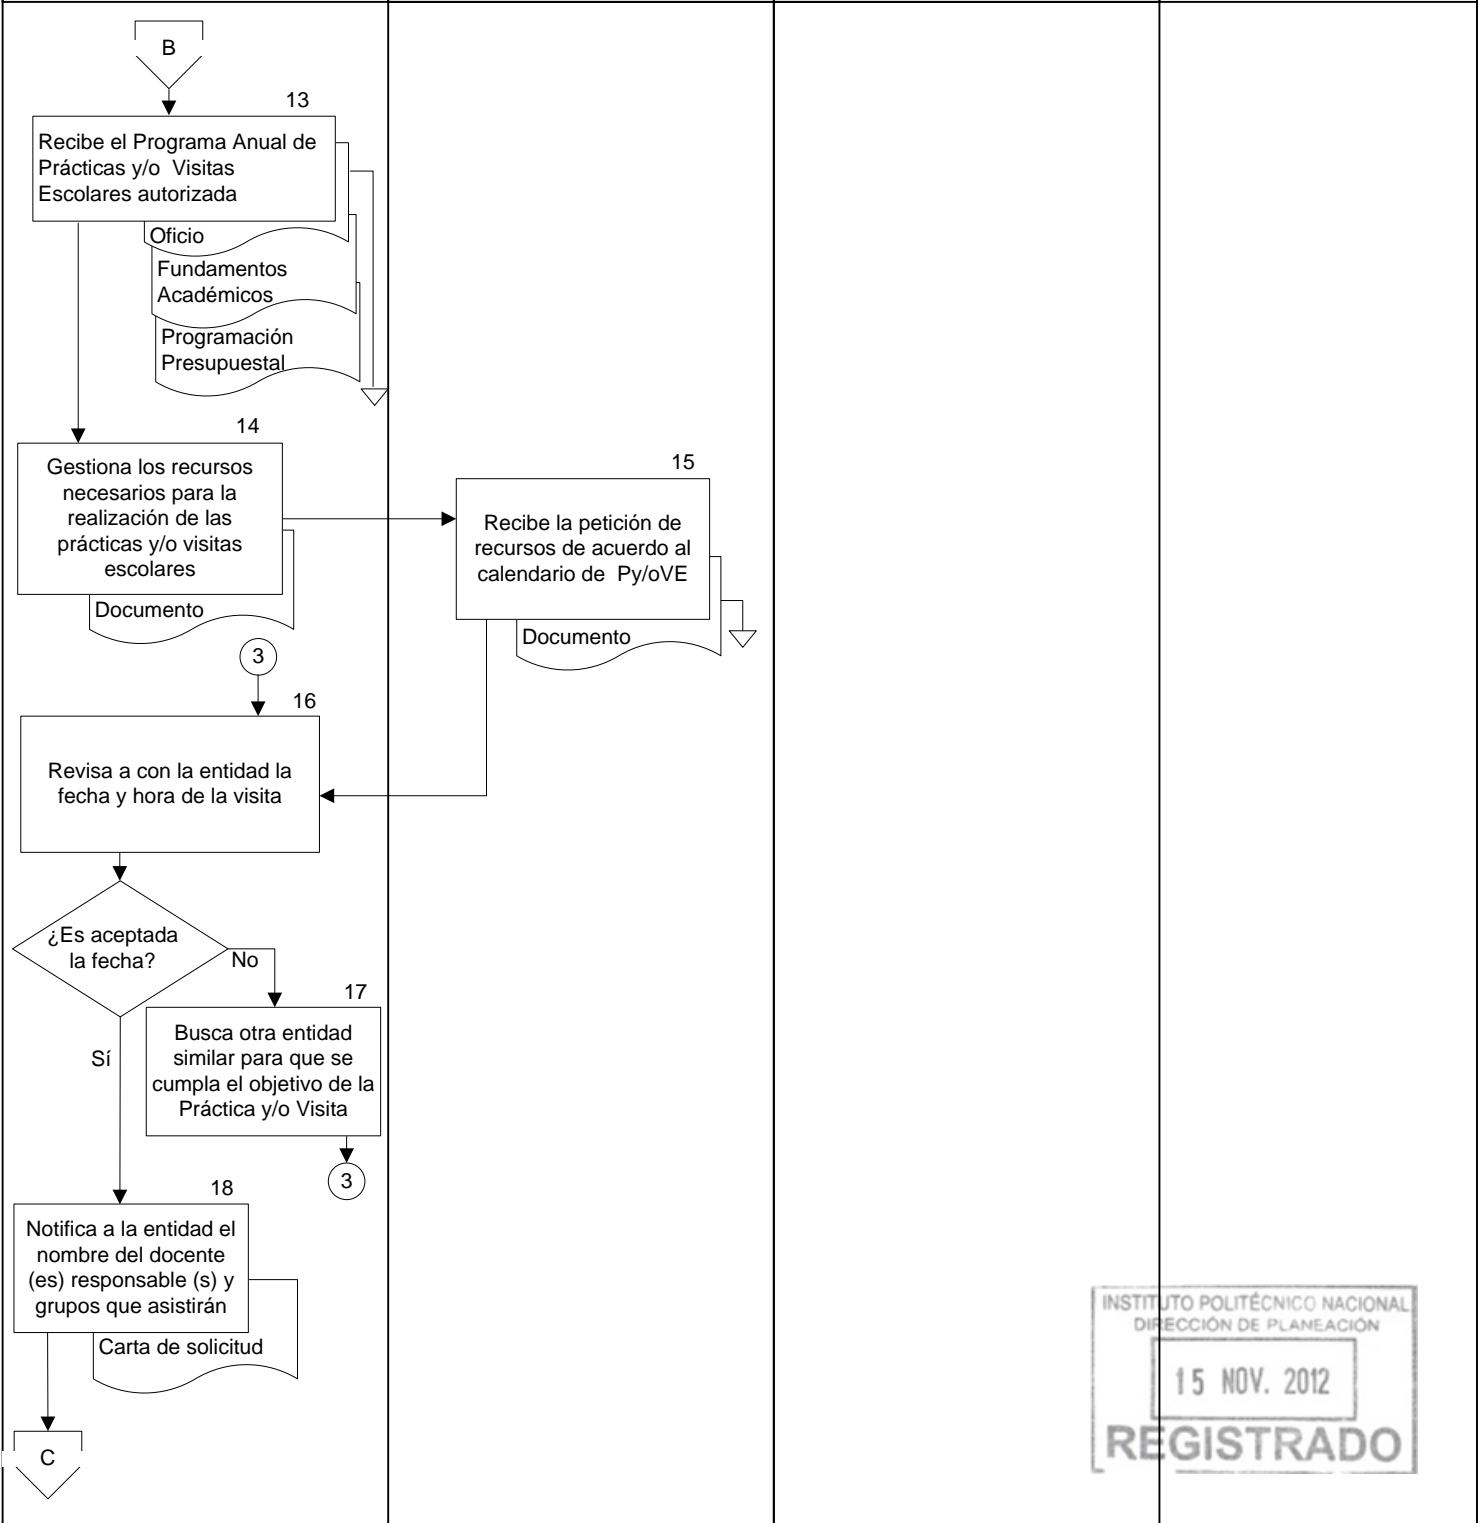 B
13
Recibe el Programa Anual de
Prácticas y/o Visitas
Escolares autorizada
Oficio
Fundamentos
Académicos
Programación
Presupuestal
14
Gestiona los recursos
necesarios para la
realización de las
prácticas y/o visitas
escolares
Documento
15
Recibe la petición de
recursos de acuerdo al
calendario de Py/oVE
Documento
3
16
Revisa a con la entidad la
fecha y hora de la visita
¿Es aceptada
la fecha?
No
Sí
17
Busca otra entidad
similar para que se
cumpla el objetivo de la
Práctica y/o Visita
3
18
Notifica a la entidad el
nombre del docente
(es) responsable (s) y
grupos que asistirán
Carta de solicitud
C
INSTITUTO POLITÉCNICO NACIONAL
DIRECCIÓN DE PLANEACIÓN
15 NOV. 2012
REGISTRADO